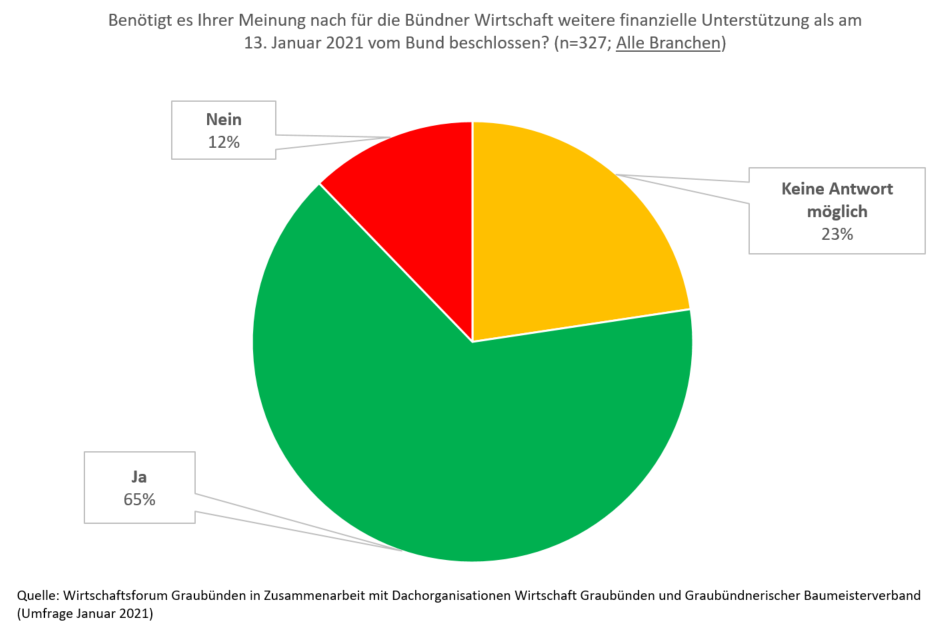 Benötigt es Ihrer Meinung nach für die Bündner Wirtschaft weitere finanzielle Unterstützung als am
13. Januar 2021 vom Bund beschlossen? (n=327; Alle Branchen)
Nein
12%
Keine Antwort
möglich
23%
Ja
65%
Quelle: Wirtschaftsforum Graubünden in Zusammenarbeit mit Dachorganisationen Wirtschaft Graubünden und Graubündnerischer Baumeisterverband
(Umfrage Januar 2021)